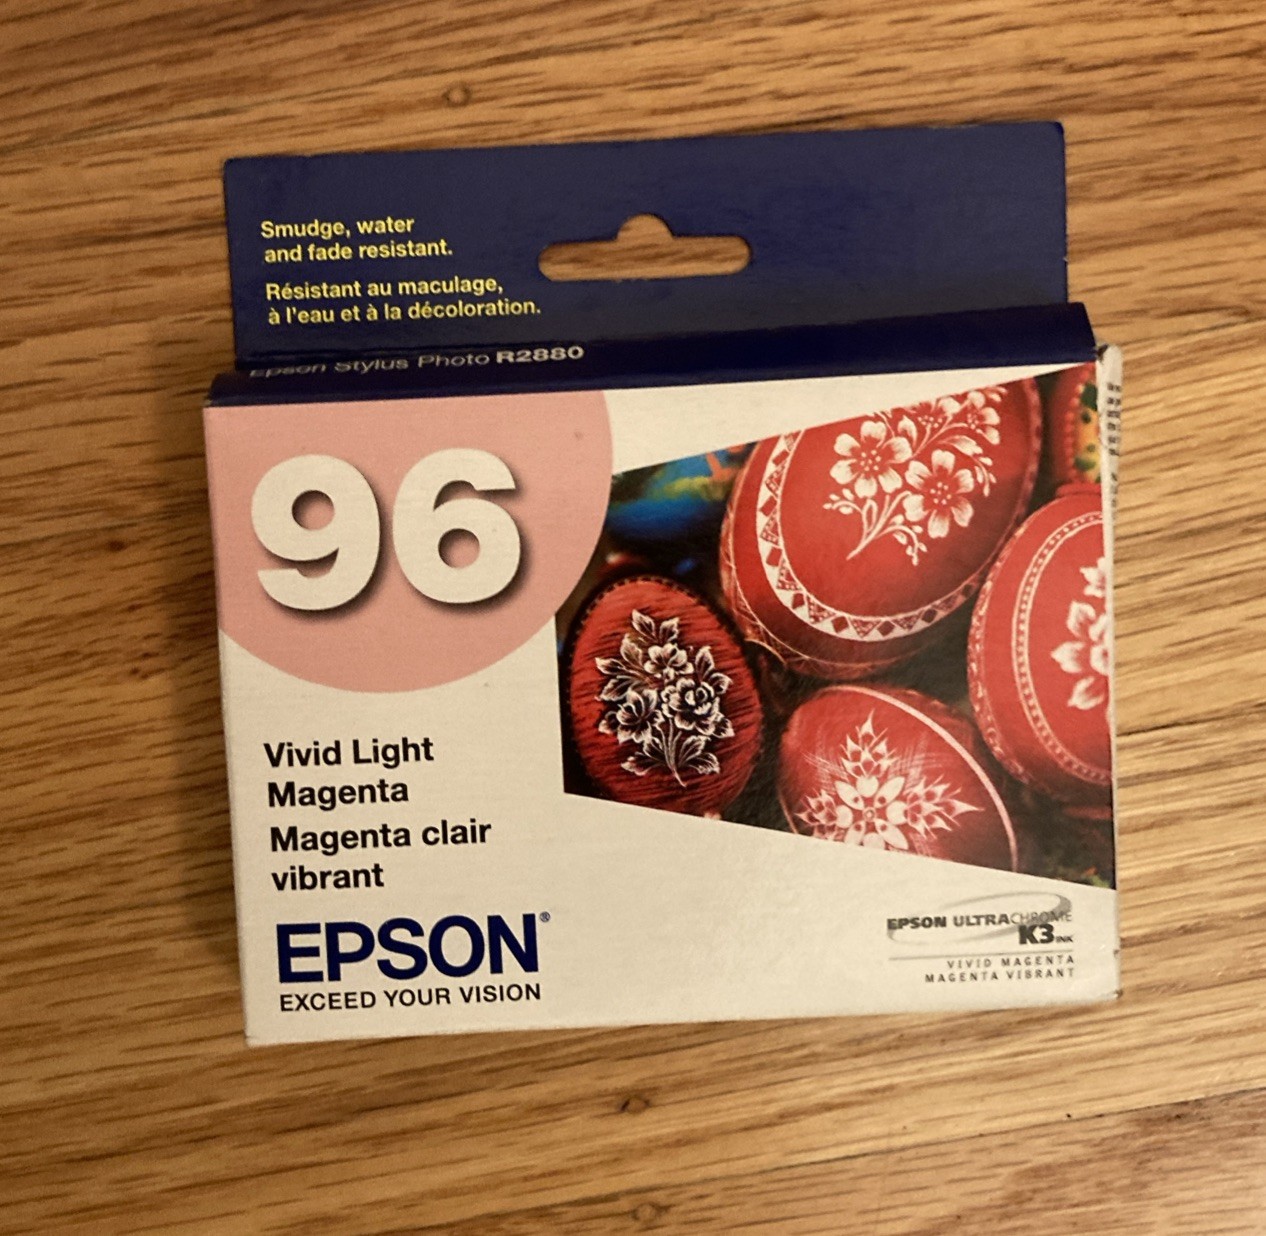 Smudge, water
and fade resistant.
Résistant au maculage,
à l'eau et à la décoloration.
Epson Stylus Photo R2880
96
Vivid Light
Magenta
Magenta clair
vibrant
EPSON®
EXCEED YOUR VISION
EPSON ULTRACHROME
K3 INK
VIVID MAGENTA
MAGENTA VIBRANT